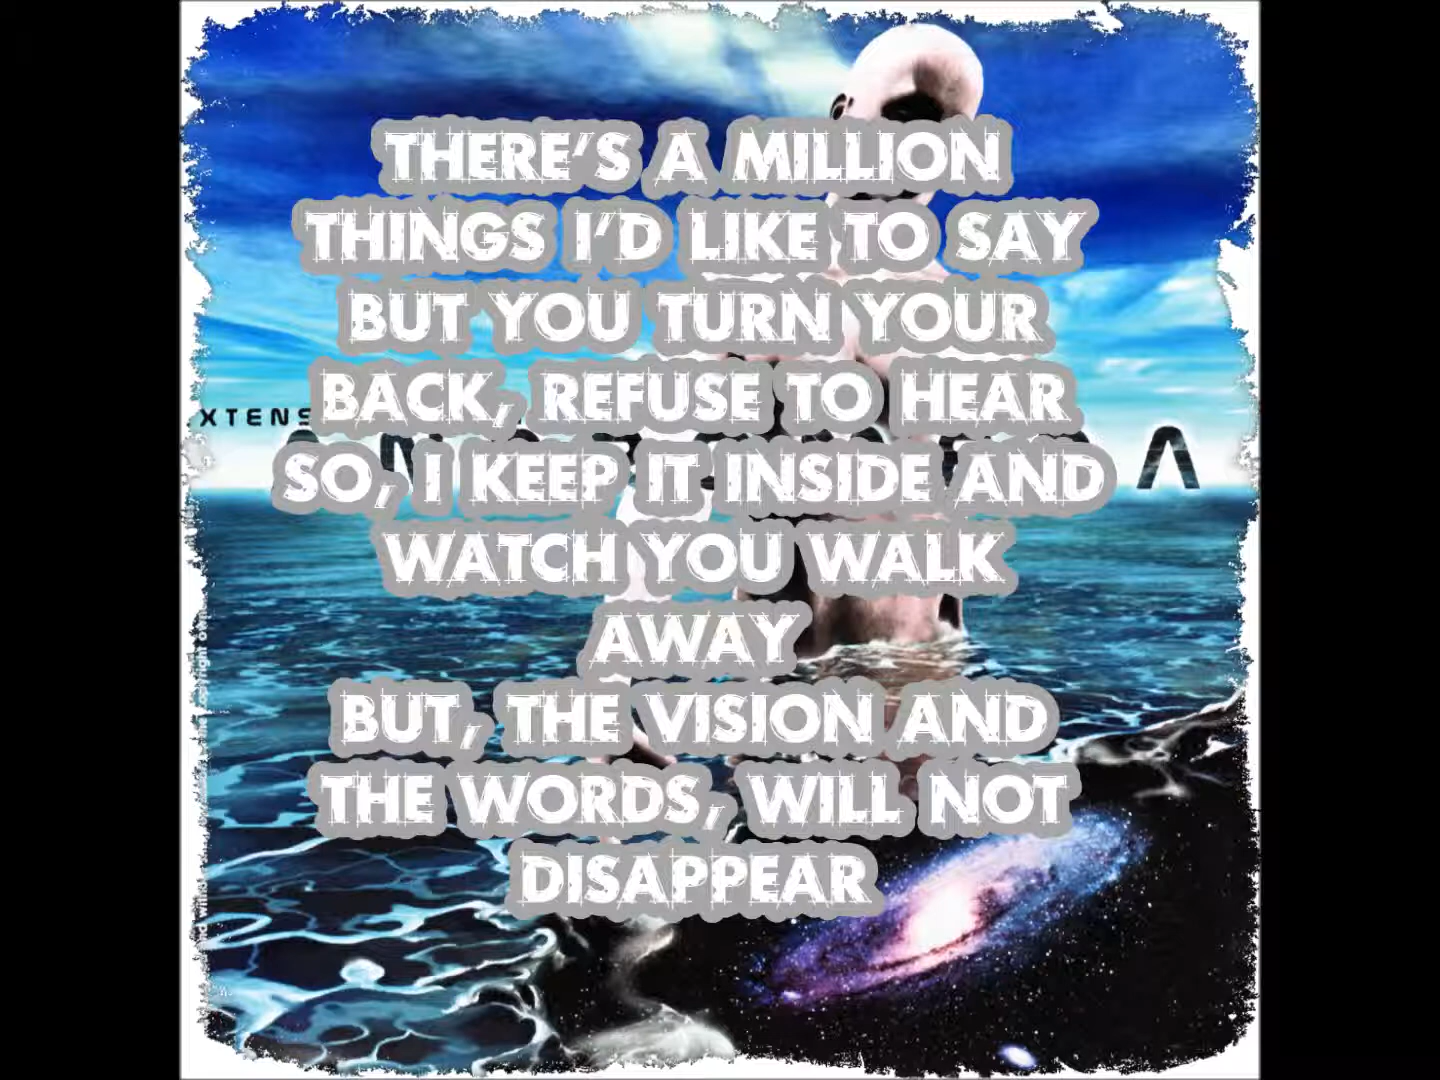 THERE'S A MILLION
THINGS I'D LIKE TO SAY
BUT YOU TURN YOUR
BACK, REFUSE TO HEAR
XTENS
SO, I KEEP IT INSIDE AND
WATCH YOU WALK
AWAY
BUT, THE VISION AND
THE WORDS, WILL NOT
DISAPPEAR